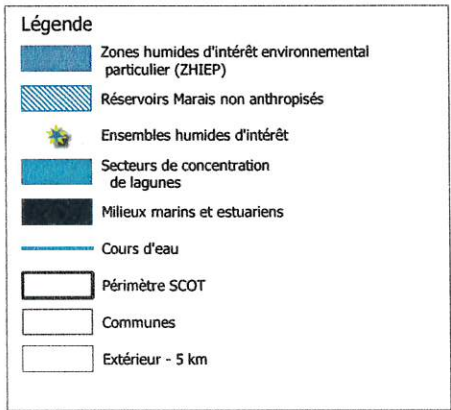 Légende
Zones humides d'intérêt environnemental
particulier (ZHIEP)
Réservoirs Marais non anthropisés
Ensembles humides d'intérêt
Secteurs de concentration
de lagunes
Milieux marins et estuariens
Cours d'eau
Périmètre SCOT
Communes
Extérieur - 5 km